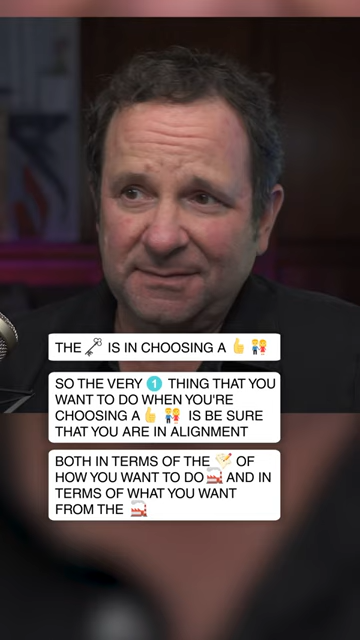 THE 🗝️ IS IN CHOOSING A 👍 👫
SO THE VERY 1 THING THAT YOU
WANT TO DO WHEN YOU'RE
CHOOSING A 👍 👫 IS BE SURE
THAT YOU ARE IN ALIGNMENT
BOTH IN TERMS OF THE 📝 OF
HOW YOU WANT TO DO 🏭 AND IN
TERMS OF WHAT YOU WANT
FROM THE 🏭